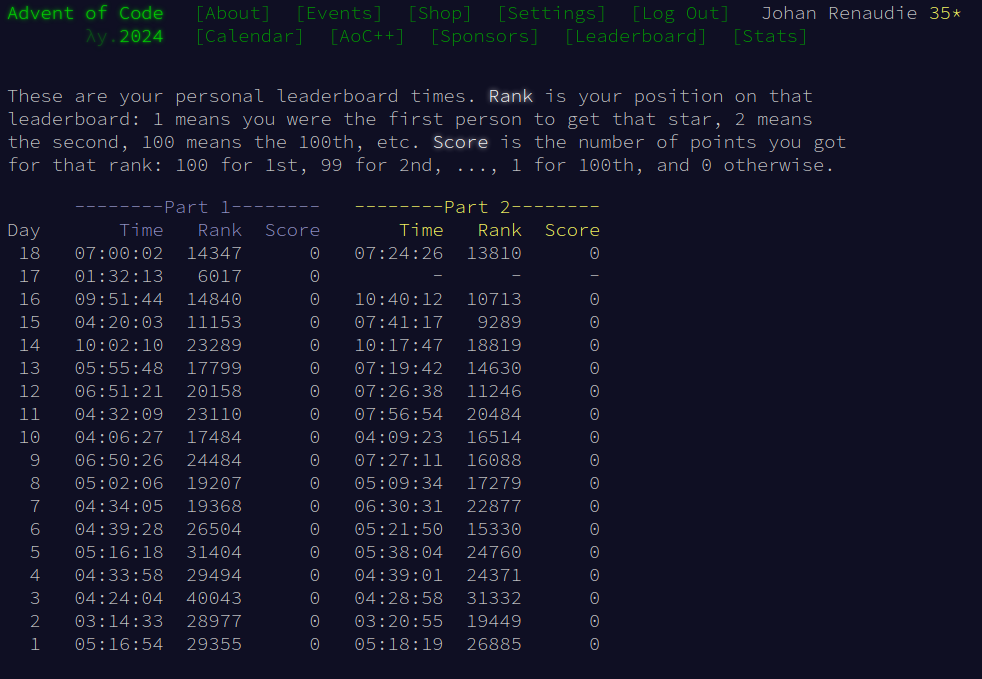 Advent of Code [About] [Events] [Shop] [Settings] [Log Out] Johan Renaudie 35*
λy.2024 [Calendar] [AoC++] [Sponsors] [Leaderboard] [Stats]
These are your personal leaderboard times. Rank is your position on that
leaderboard: 1 means you were the first person to get that star, 2 means
the second, 100 means the 100th, etc. Score is the number of points you got
for that rank: 100 for 1st, 99 for 2nd, ..., 1 for 100th, and 0 otherwise.
--------Part 1-------- --------Part 2--------
Day Time Rank Score Time Rank Score
18 07:00:02 14347 0 07:24:26 13810 0
17 01:32:13 6017 0 - - -
16 09:51:44 14840 0 10:40:12 10713 0
15 04:20:03 11153 0 07:41:17 9289 0
14 10:02:10 23289 0 10:17:47 18819 0
13 05:55:48 17799 0 07:19:42 14630 0
12 06:51:21 20158 0 07:26:38 11246 0
11 04:32:09 23110 0 07:56:54 20484 0
10 04:06:27 17484 0 04:09:23 16514 0
9 06:50:26 24484 0 07:27:11 16088 0
8 05:02:06 19207 0 05:09:34 17279 0
7 04:34:05 19368 0 06:30:31 22877 0
6 04:39:28 26504 0 05:21:50 15330 0
5 05:16:18 31404 0 05:38:04 24760 0
4 04:33:58 29494 0 04:39:01 24371 0
3 04:24:04 40043 0 04:28:58 31332 0
2 03:14:33 28977 0 03:20:55 19449 0
1 05:16:54 29355 0 05:18:19 26885 0